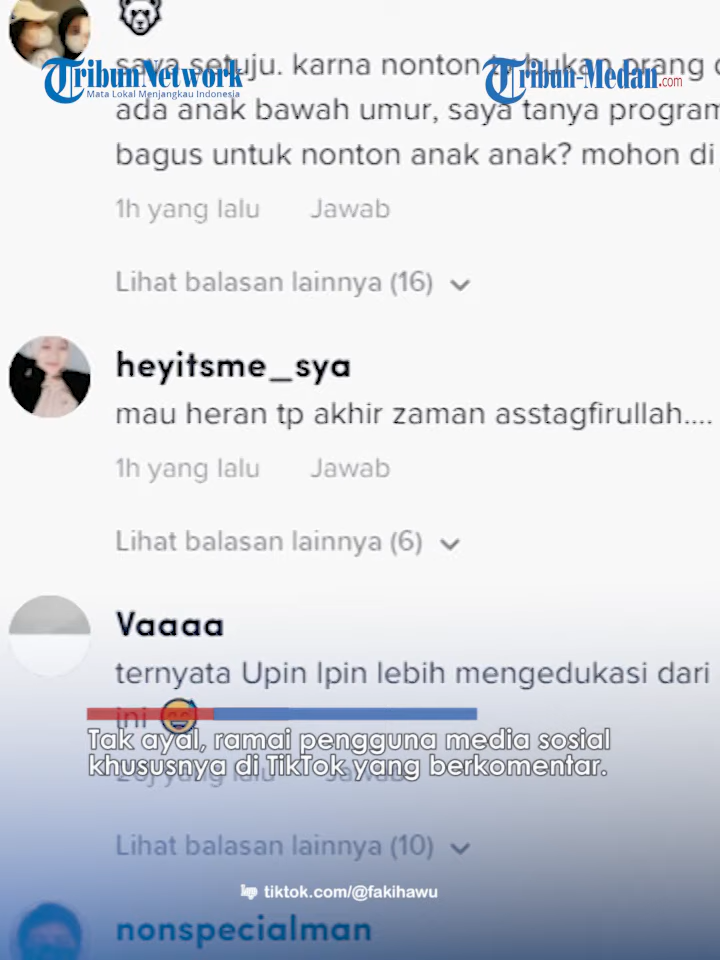 TribunNetwork
Mata Lokal Menjangkau Indonesia
Tribun-Medan.com
saya setuju. karna nonton tv bukan orang
ada anak bawah umur, saya tanya program
bagus untuk nonton anak anak? mohon di
1h yang lalu Jawab
Lihat balasan lainnya (16)
heyitsme_sya
mau heran tp akhir zaman asstagfirullah....
1h yang lalu Jawab
Lihat balasan lainnya (6)
Vaaaa
ternyata Upin Ipin lebih mengedukasi dari
ini 😅
Tak ayal, ramai pengguna media sosial
khususnya di TikTok yang berkomentar.
Lihat balasan lainnya (10)
tiktok.com/@fakihawu
nonspecialman